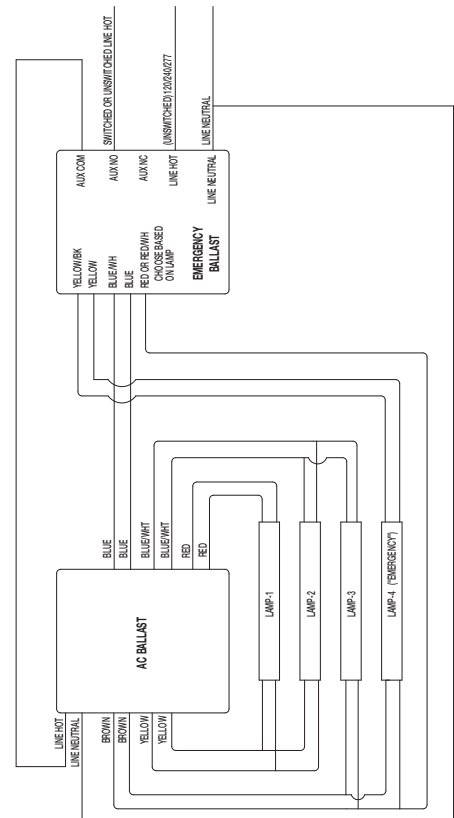 SWITCHED OR UNSWITCHED LINE HOT
(UNSWITCHED) 120/240/277
LINE NEUTRAL
AUX COM
AUX NO
AUX NC
LINE HOT
LINE NEUTRAL
YELLOW/BK
YELLOW
BLUE/WH
BLUE
RED OR RED/WH
CHOOSE BASED
ON LAMP
EMERGENCY
BALLAST
BLUE
BLUE
BLUE/WHT
BLUE/WHT
RED
RED
AC BALLAST
LINE HOT
LINE NEUTRAL
BROWN
BROWN
YELLOW
YELLOW
LAMP-1
LAMP-2
LAMP-3
LAMP-4 ("EMERGENCY")